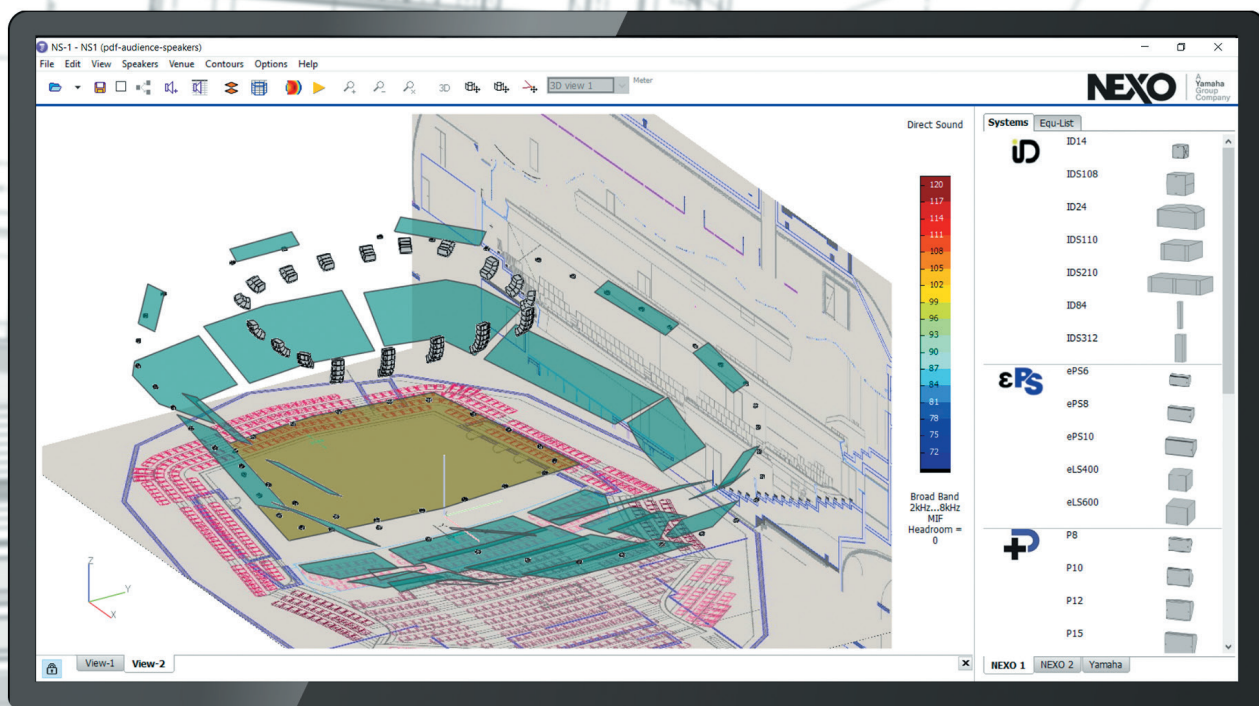 NS-1 - NS1 (pdf-audience-speakers)
File Edit View Speakers Venue Contours Options Help
3D
3D view 1
Meter
NEXO
A
Yamaha
Group
Company
Direct Sound
120
117
114
111
108
105
102
99
96
93
90
87
84
81
78
75
72
Broad Band
2kHz...8kHz
MIF
Headroom =
0
Z
Y
X
View-1 View-2
Systems Equ-List
iD
ID14
IDS108
ID24
IDS110
IDS210
ID84
IDS312
εPS
ePS6
ePS8
ePS10
eLS400
eLS600
P+
P8
P10
P12
P15
NEXO 1 NEXO 2 Yamaha